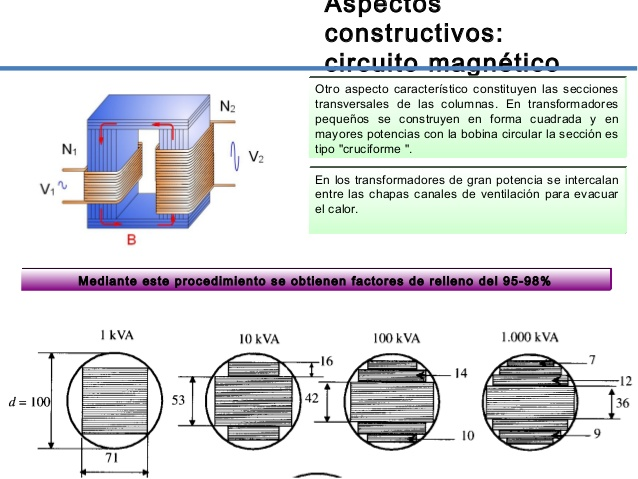 Aspectos
constructivos:
circuito magnético
Otro aspecto característico constituyen las secciones
transversales de las columnas. En transformadores
pequeños se construyen en forma cuadrada y en
mayores potencias con la bobina circular la sección es
tipo "cruciforme ".
En los transformadores de gran potencia se intercalan
entre las chapas canales de ventilación para evacuar
el calor.
N1
V1
N2
V2
B
Mediante este procedimiento se obtienen factores de relleno del 95-98%
1 kVA
10 kVA
100 kVA
1.000 kVA
d = 100
71
53
16
42
14
10
7
12
36
9